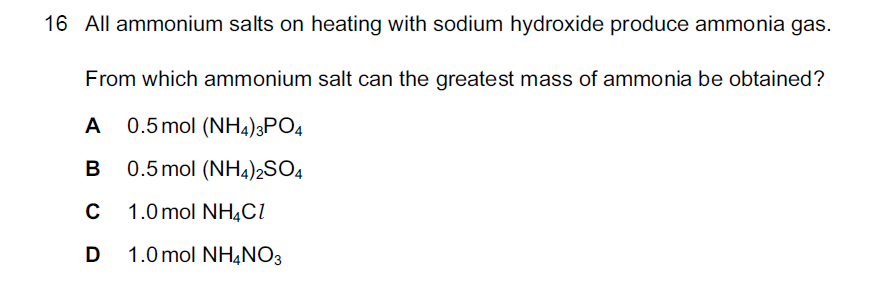 16 All ammonium salts on heating with sodium hydroxide produce ammonia gas.
From which ammonium salt can the greatest mass of ammonia be obtained?
A 0.5 mol (NH₄)₃PO₄
B 0.5 mol (NH₄)₂SO₄
C 1.0 mol NH₄Cl
D 1.0 mol NH₄NO₃